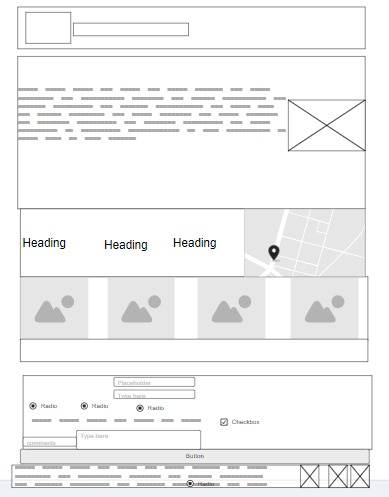 Heading Heading Heading
Placeholder
Type here
Radio Radio Radio
Checkbox
Type here
comments
Button
Radio